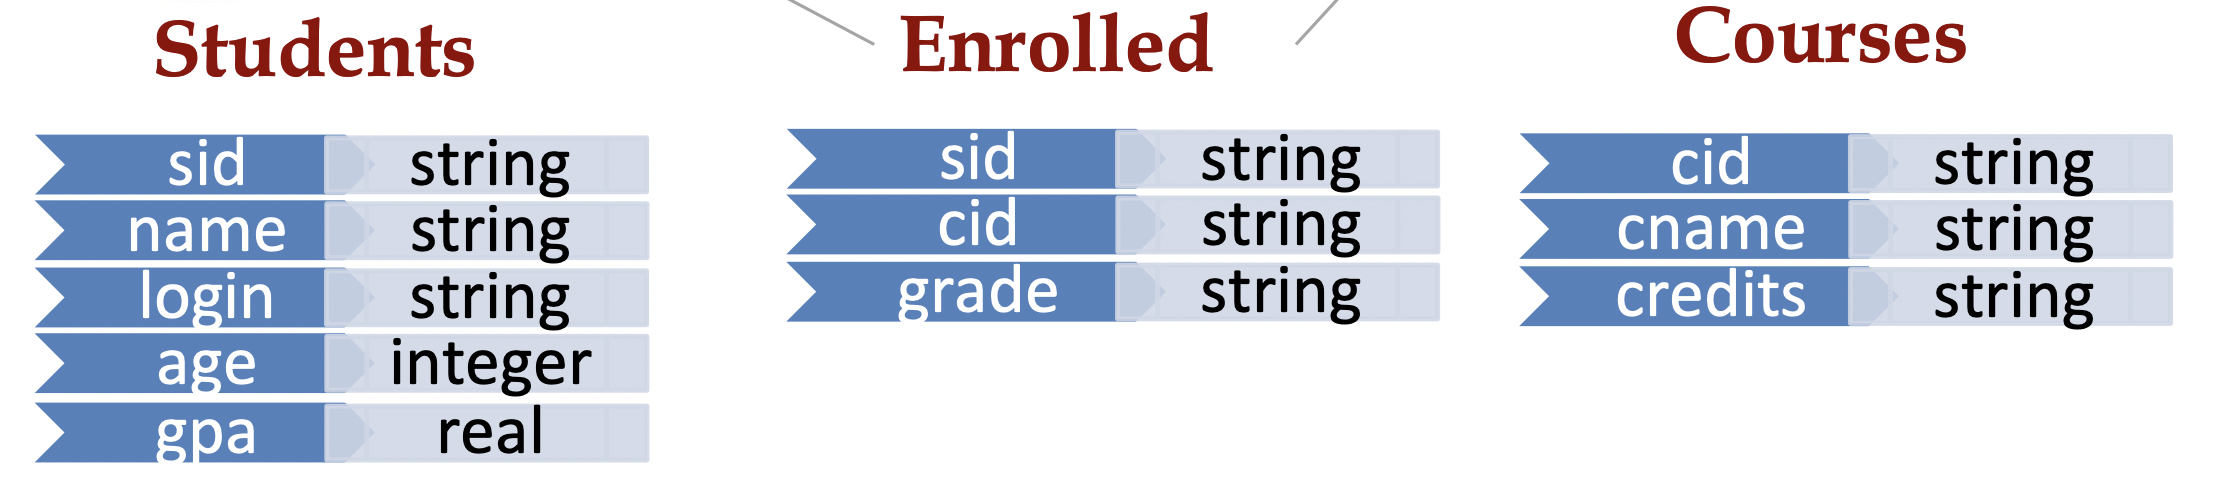 Students
sid string
name string
login string
age integer
gpa real
Enrolled
sid string
cid string
grade string
Courses
cid string
cname string
credits string